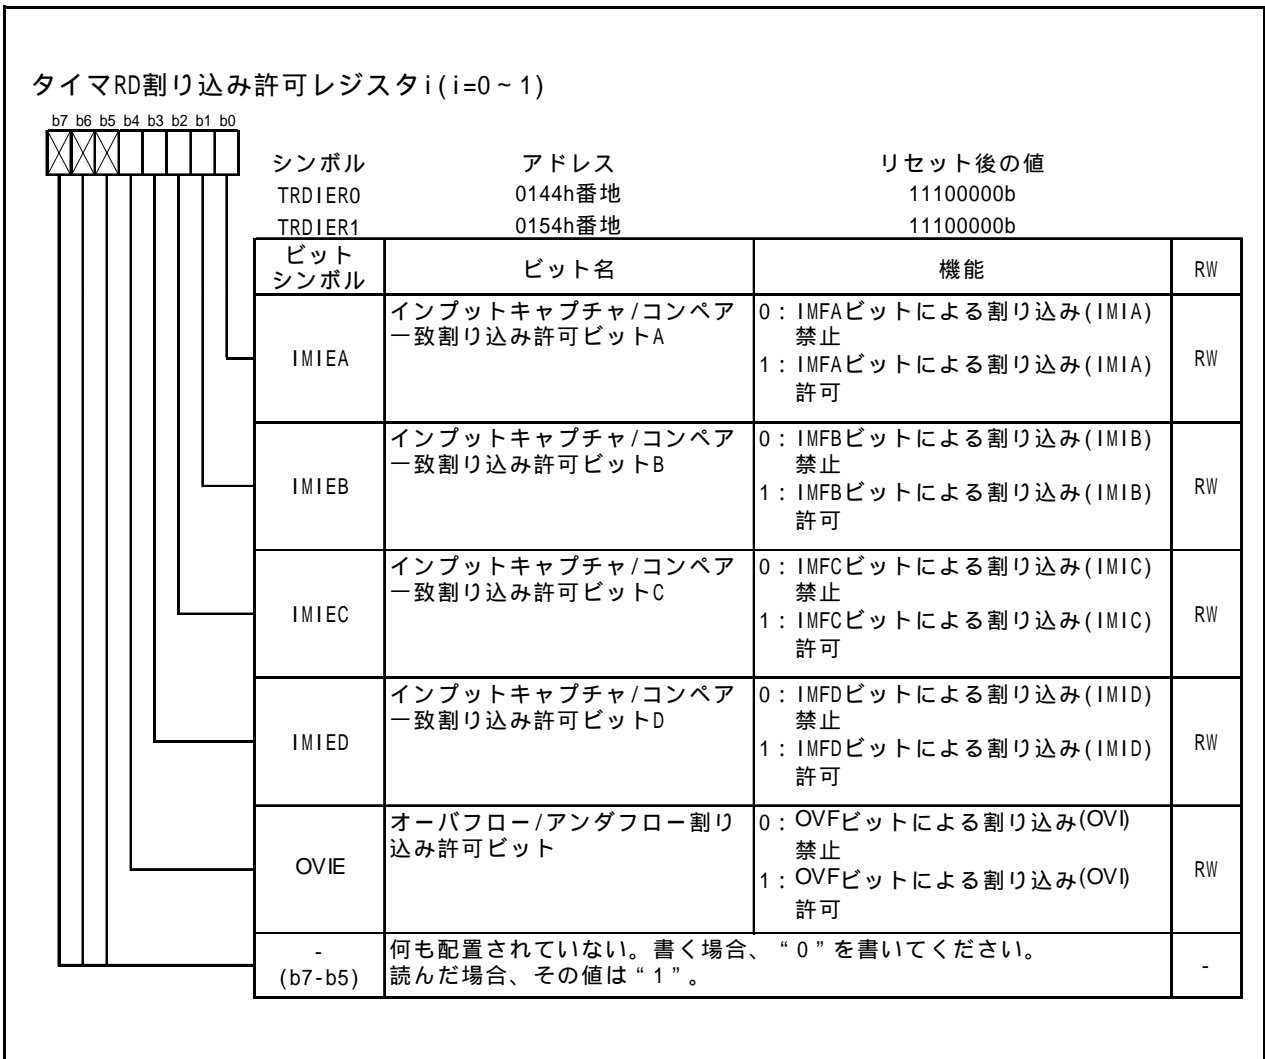 タイマRD割り込み許可レジスタi(i=0～1)
b7 b6 b5 b4 b3 b2 b1 b0
シンボル アドレス リセット後の値
TRDIER0 0144h番地 11100000b
TRDIER1 0154h番地 11100000b
ビット
シンボル ビット名 機能 RW
インプットキャプチャ/コンペア
一致割り込み許可ビットA
IMIEA
0：IMFAビットによる割り込み(IMIA)
禁止
1：IMFAビットによる割り込み(IMIA)
許可
RW
インプットキャプチャ/コンペア
一致割り込み許可ビットB
IMIEB
0：IMFBビットによる割り込み(IMIB)
禁止
1：IMFBビットによる割り込み(IMIB)
許可
RW
インプットキャプチャ/コンペア
一致割り込み許可ビットC
IMIEC
0：IMFCビットによる割り込み(IMIC)
禁止
1：IMFCビットによる割り込み(IMIC)
許可
RW
インプットキャプチャ/コンペア
一致割り込み許可ビットD
IMIED
0：IMFDビットによる割り込み(IMID)
禁止
1：IMFDビットによる割り込み(IMID)
許可
RW
オーバフロー/アンダフロー割り
込み許可ビット
OVIE
0：OVFビットによる割り込み(OVI)
禁止
1：OVFビットによる割り込み(OVI)
許可
RW
-
(b7-b5)
何も配置されていない。書く場合、“0”を書いてください。
読んだ場合、その値は“1”。
-